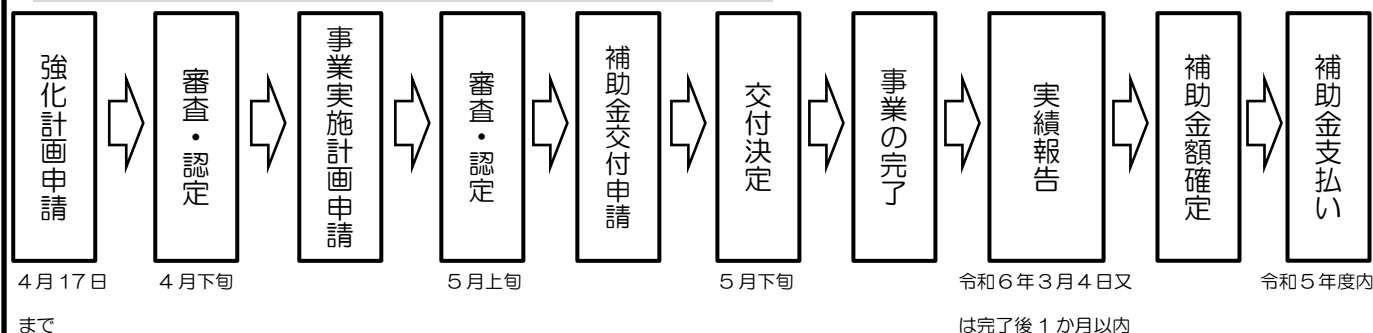 強化計画申請
審査・認定
事業実施計画申請
審査・認定
補助金交付申請
交付決定
事業の完了
実績報告
補助金額確定
補助金支払い
4月17日
まで
4月下旬
5月上旬
5月下旬
令和6年3月4日又
は完了後1か月以内
令和5年度内